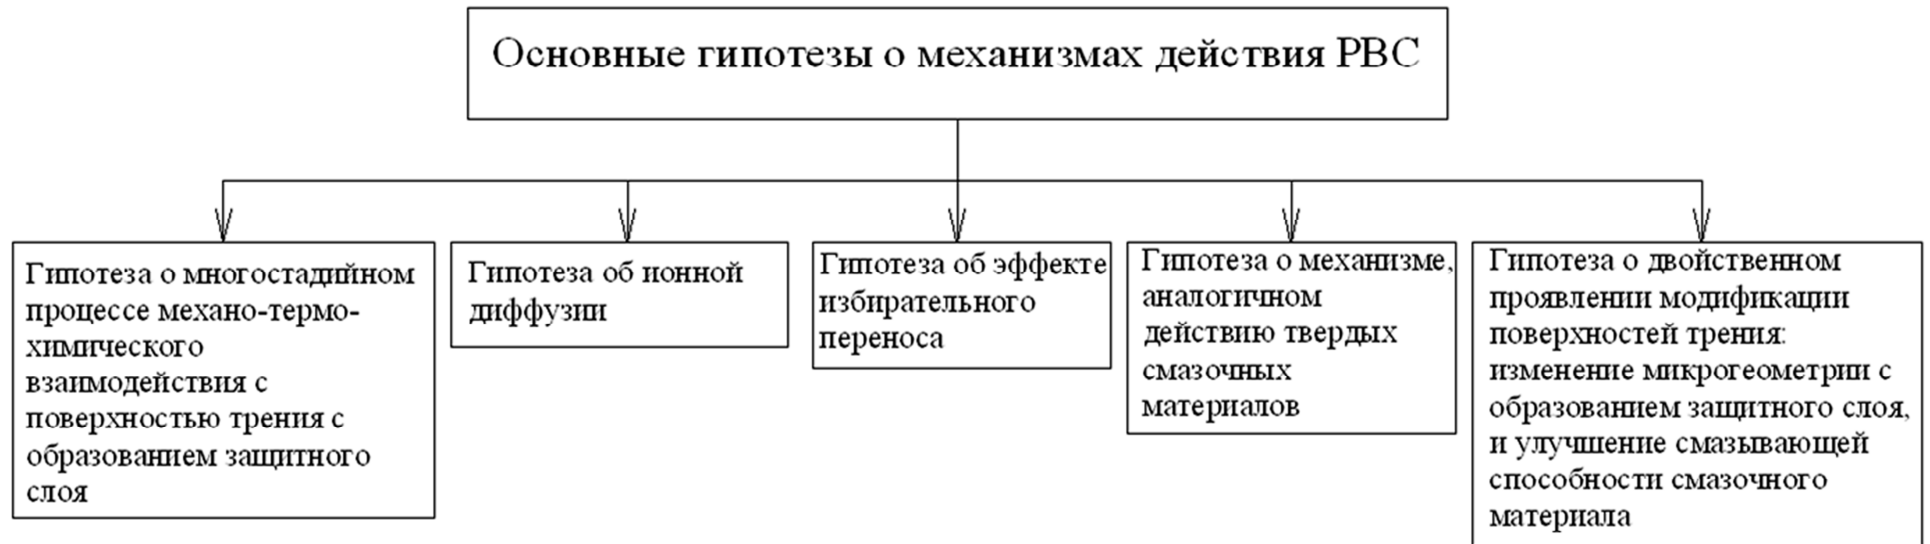 Основные гипотезы о механизмах действия РВС
Гипотеза о многостадийном
процессе механо-термо-
химического
взаимодействия с
поверхностью трения с
образованием защитного
слоя
Гипотеза об ионной
диффузии
Гипотеза об эффекте
избирательного
переноса
Гипотеза о механизме,
аналогичном
действию твердых
смазочных
материалов
Гипотеза о двойственном
проявлении модификации
поверхностей трения:
изменение микрогеометрии с
образованием защитного слоя,
и улучшение смазывающей
способности смазочного
материала